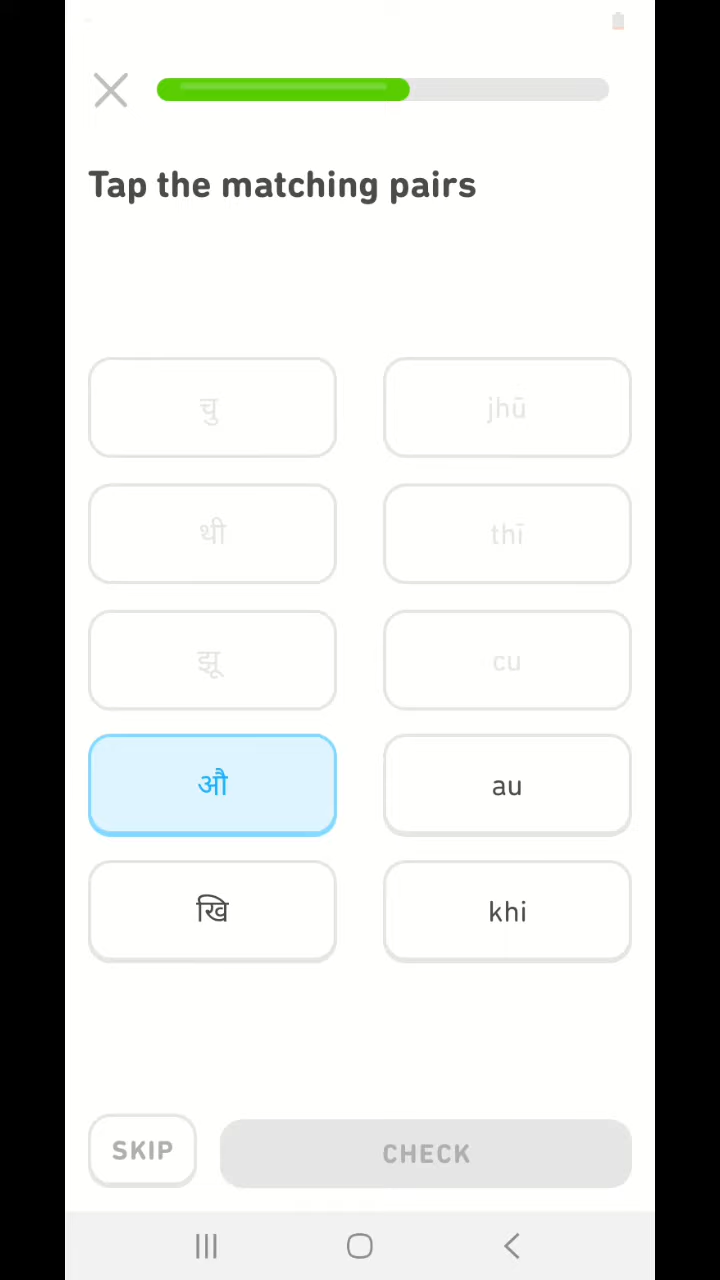 Tap the matching pairs
चु
jhū
थी
thī
झू
cu
औ
au
खि
khi
SKIP
CHECK